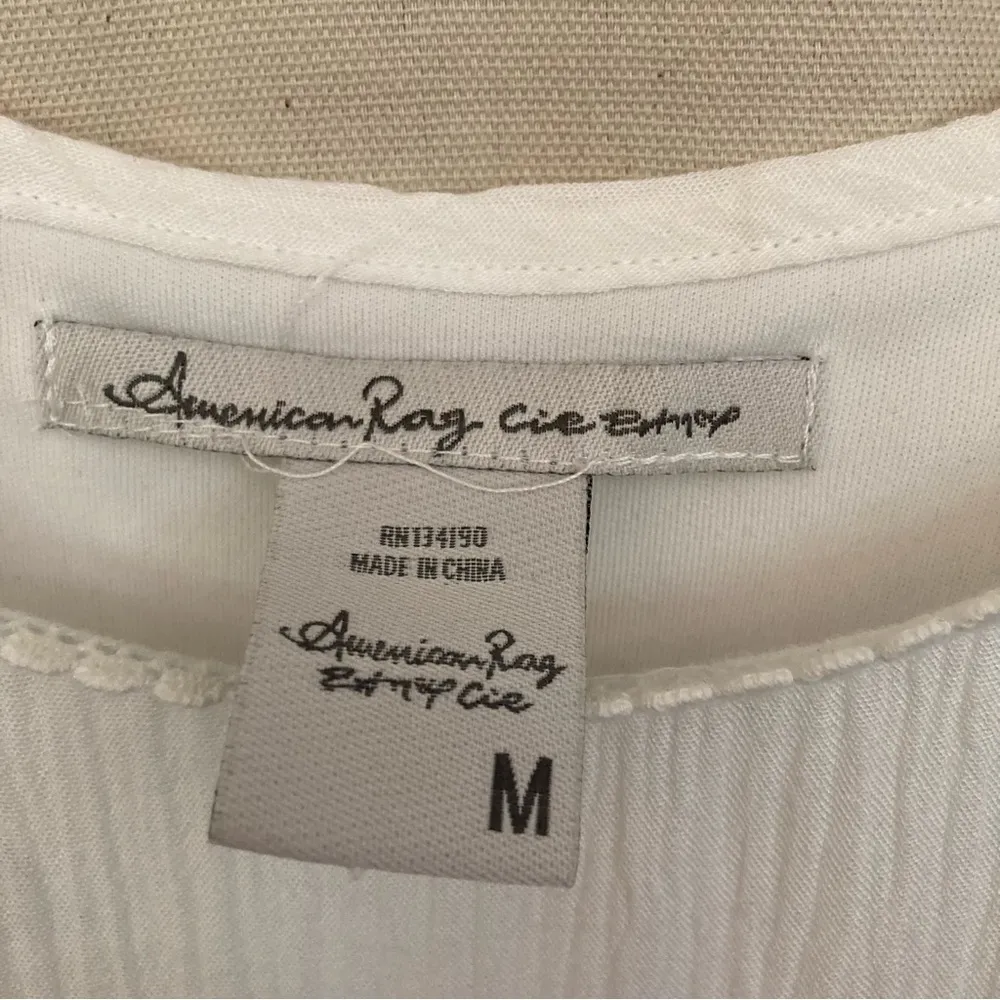 American Rag Cie
RN134190
MADE IN CHINA
American Rag
Cie
M